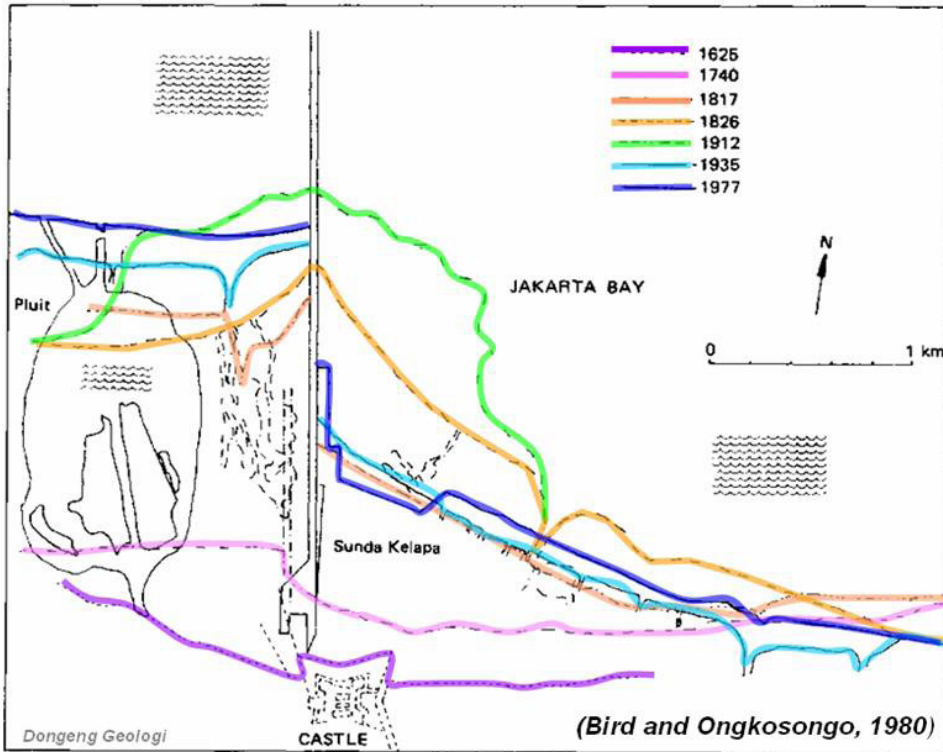 1625
1740
1817
1826
1912
1935
1977
N
JAKARTA BAY
Pluit
0 1 km
Sunda Kelapa
CASTLE
Dongeng Geologi
(Bird and Ongkosongo, 1980)